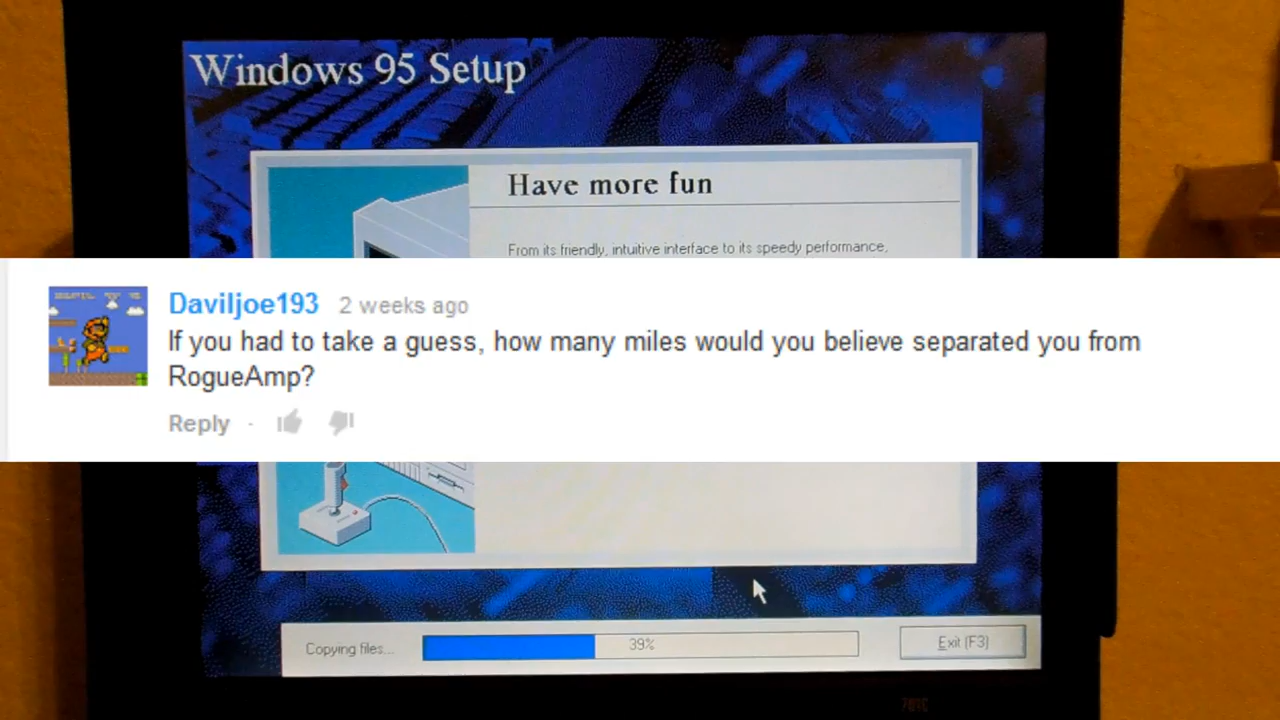 Windows 95 Setup
Have more fun
From its friendly, intuitive interface to its speedy performance,
Daviljoe193 2 weeks ago
If you had to take a guess, how many miles would you believe separated you from
RogueAmp?
Reply ·
Copying files... 39% Exit (F3)